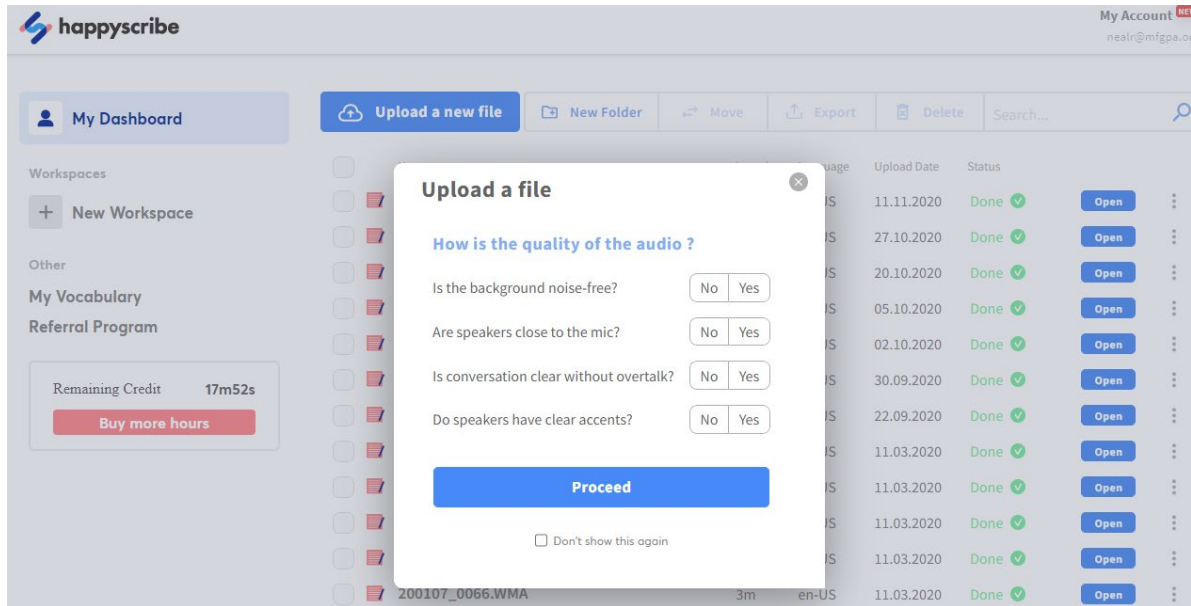 happyscribe
My Account NEW
nealr@mfgpa.or
My Dashboard
Workspaces
+ New Workspace
Other
My Vocabulary
Referral Program
Remaining Credit 17m52s
Buy more hours
Upload a new file New Folder Move Export Delete Search...
Upload Date Status
Upload a file
How is the quality of the audio ?
Is the background noise-free? No Yes
Are speakers close to the mic? No Yes
Is conversation clear without overtalk? No Yes
Do speakers have clear accents? No Yes
Proceed
Don't show this again
11.11.2020 Done Open
27.10.2020 Done Open
20.10.2020 Done Open
05.10.2020 Done Open
02.10.2020 Done Open
30.09.2020 Done Open
22.09.2020 Done Open
11.03.2020 Done Open
11.03.2020 Done Open
11.03.2020 Done Open
11.03.2020 Done Open
200107_0066.WMA 3m en-US 11.03.2020 Done Open